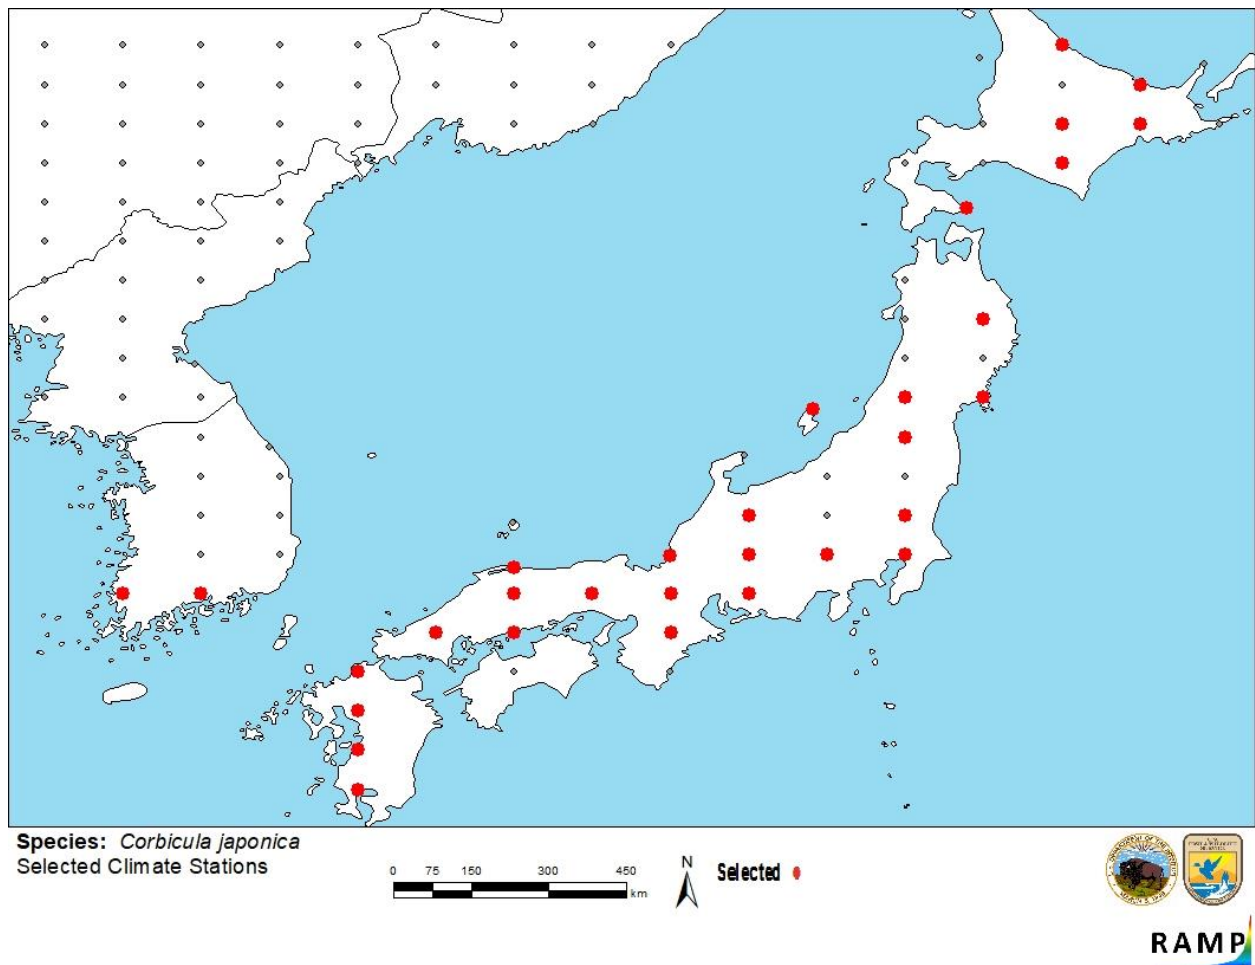 Species: Corbicula japonica
Selected Climate Stations
0 75 150 300 450
km
N
Selected
RAMP